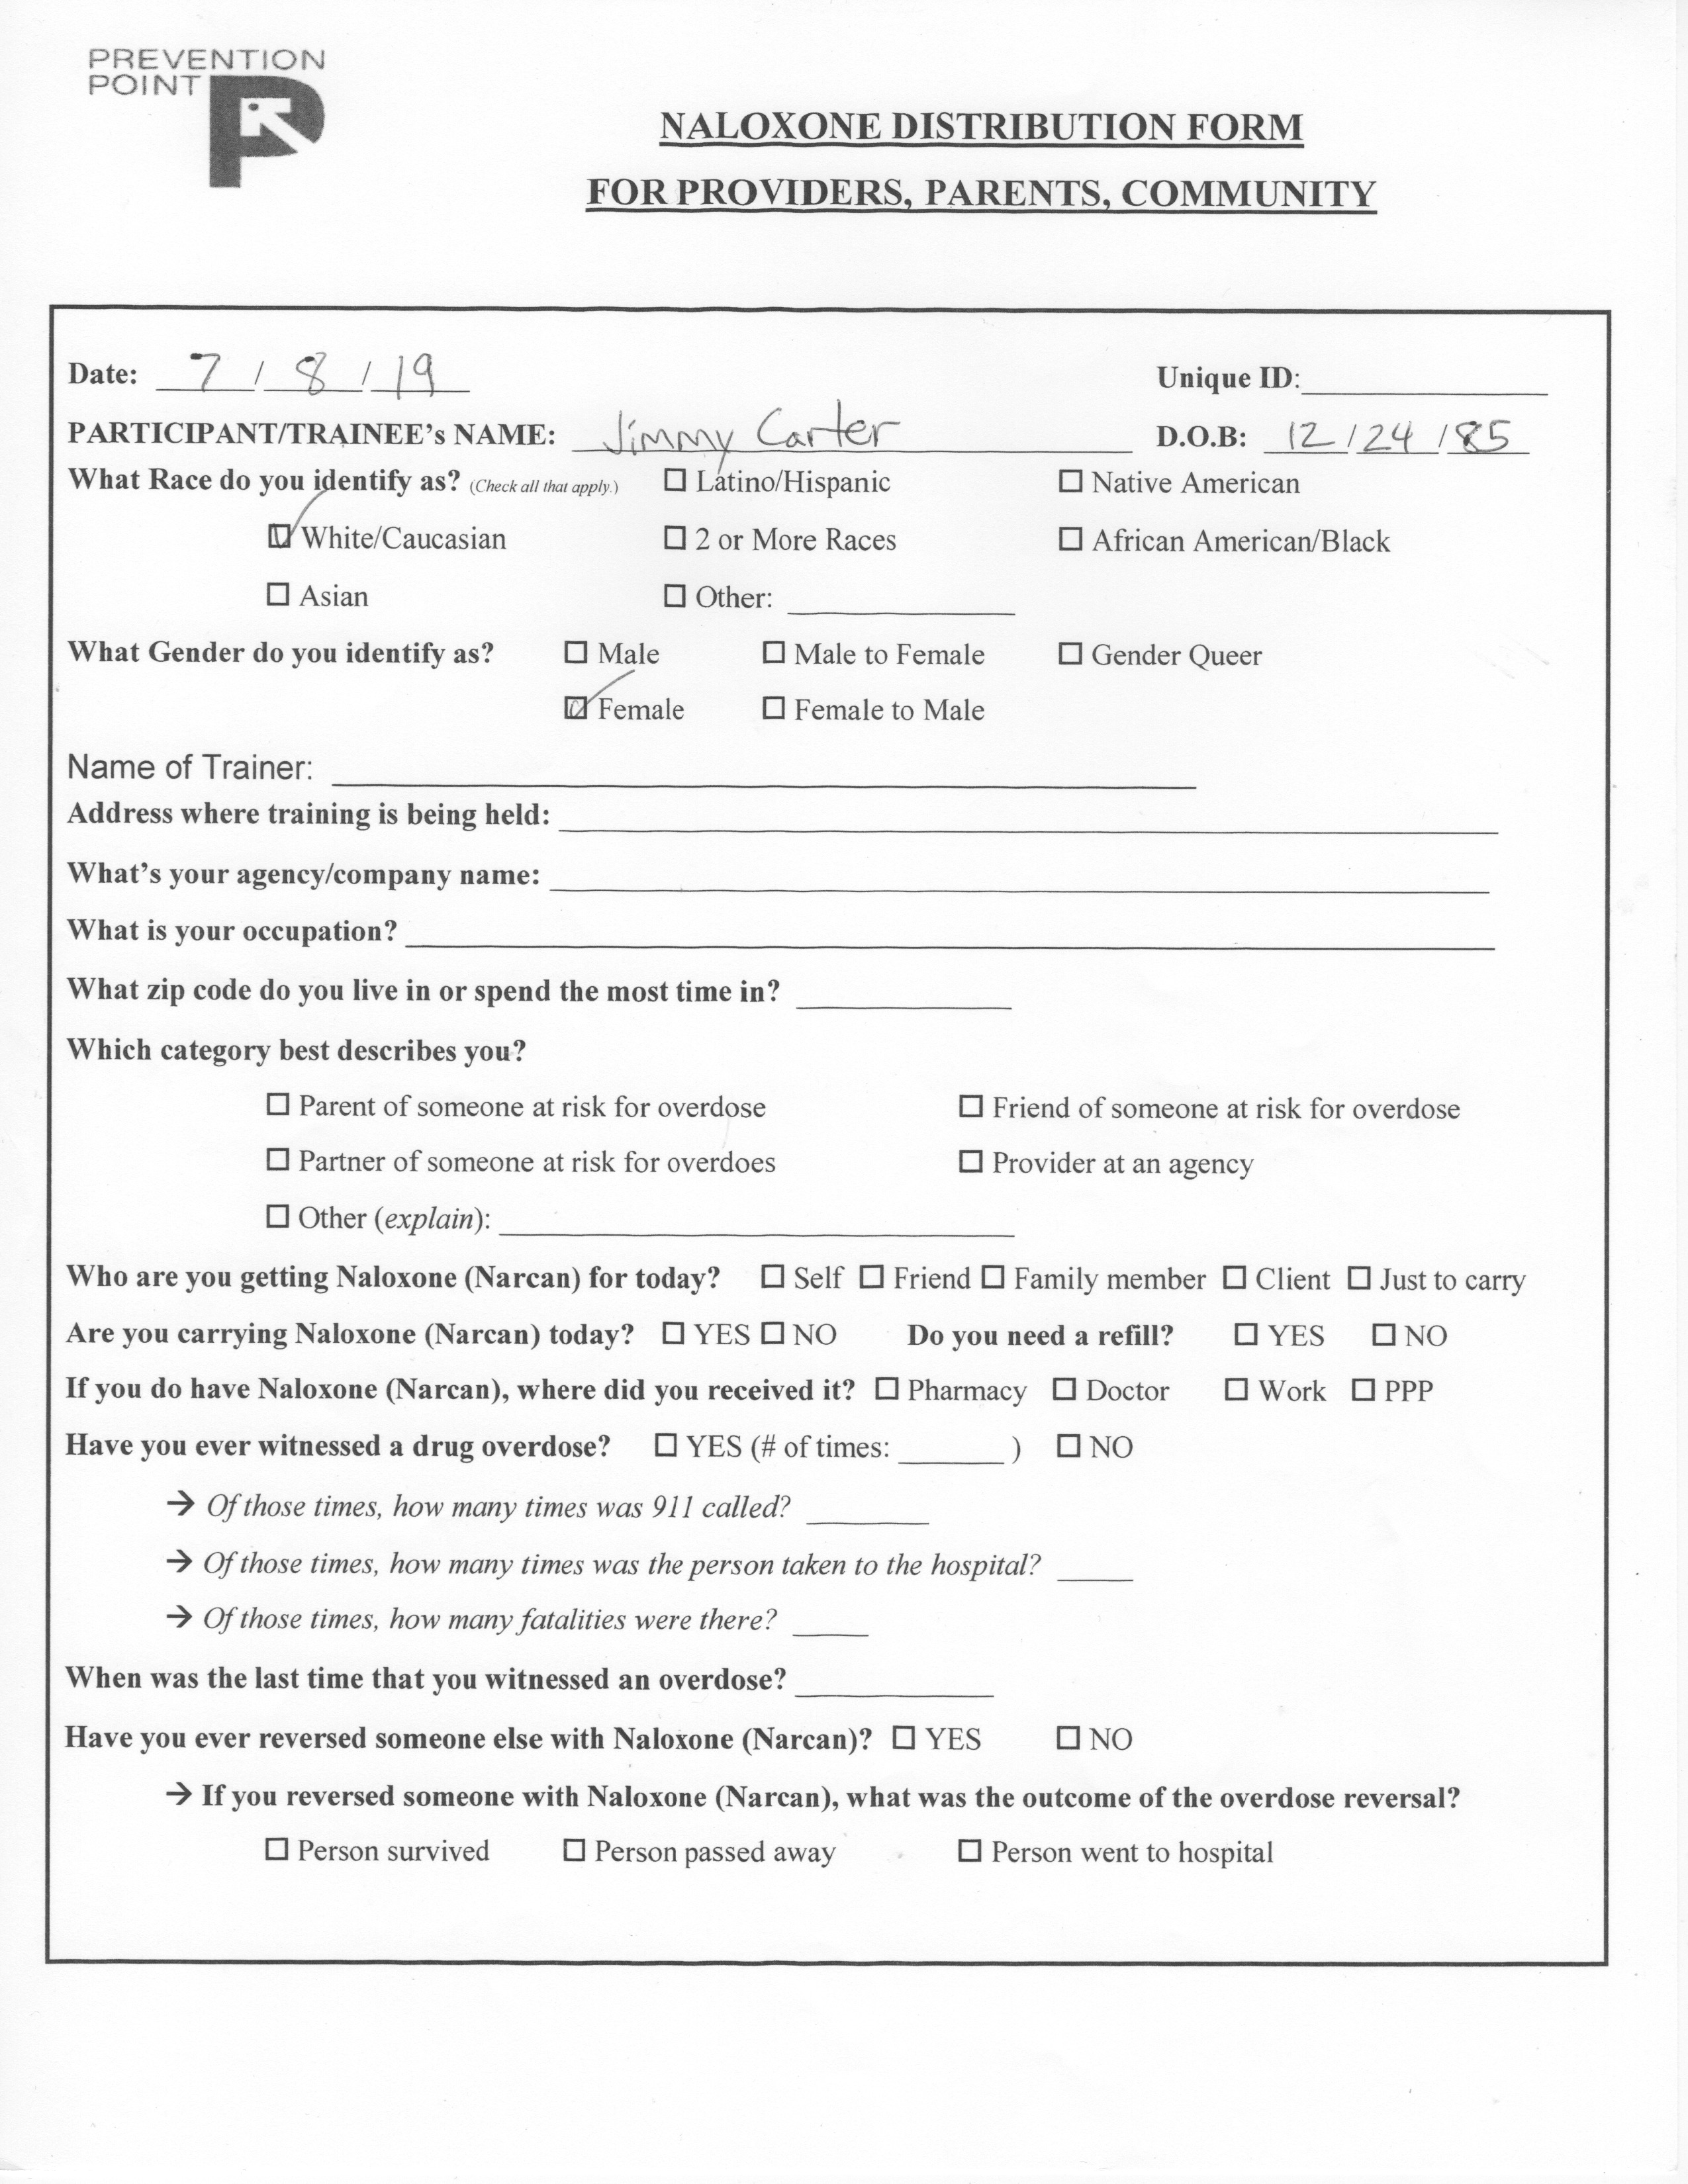 PREVENTION
POINT
NALOXONE DISTRIBUTION FORM
FOR PROVIDERS, PARENTS, COMMUNITY
Date: 7 / 8 / 19 Unique ID:
PARTICIPANT/TRAINEE's NAME: Jimmy Carter D.O.B: 12 / 24 / 85
What Race do you identify as? (Check all that apply.) ☐ Latino/Hispanic ☐ Native American
☑ White/Caucasian ☐ 2 or More Races ☐ African American/Black
☐ Asian ☐ Other:
What Gender do you identify as? ☐ Male ☐ Male to Female ☐ Gender Queer
☑ Female ☐ Female to Male
Name of Trainer:
Address where training is being held:
What's your agency/company name:
What is your occupation?
What zip code do you live in or spend the most time in?
Which category best describes you?
☐ Parent of someone at risk for overdose ☐ Friend of someone at risk for overdose
☐ Partner of someone at risk for overdoes ☐ Provider at an agency
☐ Other (explain):
Who are you getting Naloxone (Narcan) for today? ☐ Self ☐ Friend ☐ Family member ☐ Client ☐ Just to carry
Are you carrying Naloxone (Narcan) today? ☐ YES ☐ NO Do you need a refill? ☐ YES ☐ NO
If you do have Naloxone (Narcan), where did you received it? ☐ Pharmacy ☐ Doctor ☐ Work ☐ PPP
Have you ever witnessed a drug overdose? ☐ YES (# of times: ) ☐ NO
→ Of those times, how many times was 911 called?
→ Of those times, how many times was the person taken to the hospital?
→ Of those times, how many fatalities were there?
When was the last time that you witnessed an overdose?
Have you ever reversed someone else with Naloxone (Narcan)? ☐ YES ☐ NO
→ If you reversed someone with Naloxone (Narcan), what was the outcome of the overdose reversal?
☐ Person survived ☐ Person passed away ☐ Person went to hospital